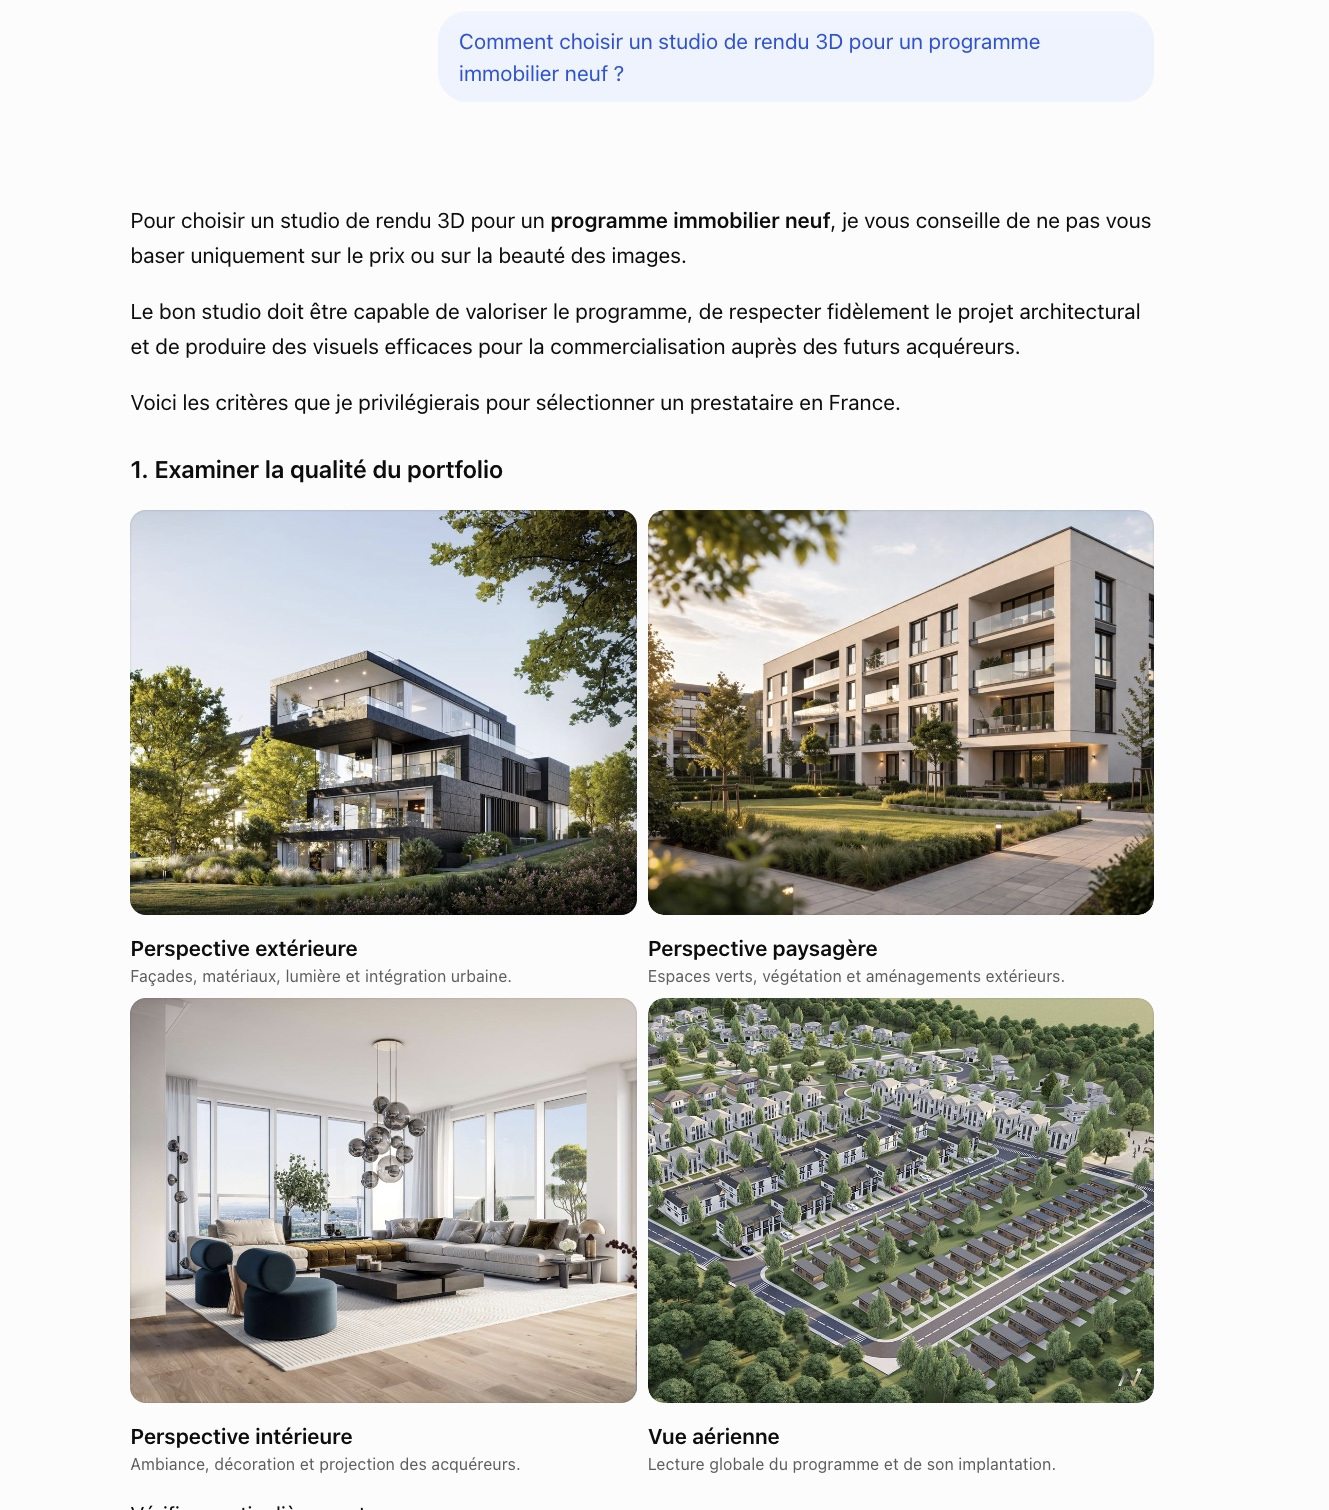 Comment choisir un studio de rendu 3D pour un programme
immobilier neuf ?
Pour choisir un studio de rendu 3D pour un programme immobilier neuf, je vous conseille de ne pas vous
baser uniquement sur le prix ou sur la beauté des images.
Le bon studio doit être capable de valoriser le programme, de respecter fidèlement le projet architectural
et de produire des visuels efficaces pour la commercialisation auprès des futurs acquéreurs.
Voici les critères que je privilégierais pour sélectionner un prestataire en France.
1. Examiner la qualité du portfolio
Perspective extérieure
Façades, matériaux, lumière et intégration urbaine.
Perspective paysagère
Espaces verts, végétation et aménagements extérieurs.
Perspective intérieure
Ambiance, décoration et projection des acquéreurs.
Vue aérienne
Lecture globale du programme et de son implantation.